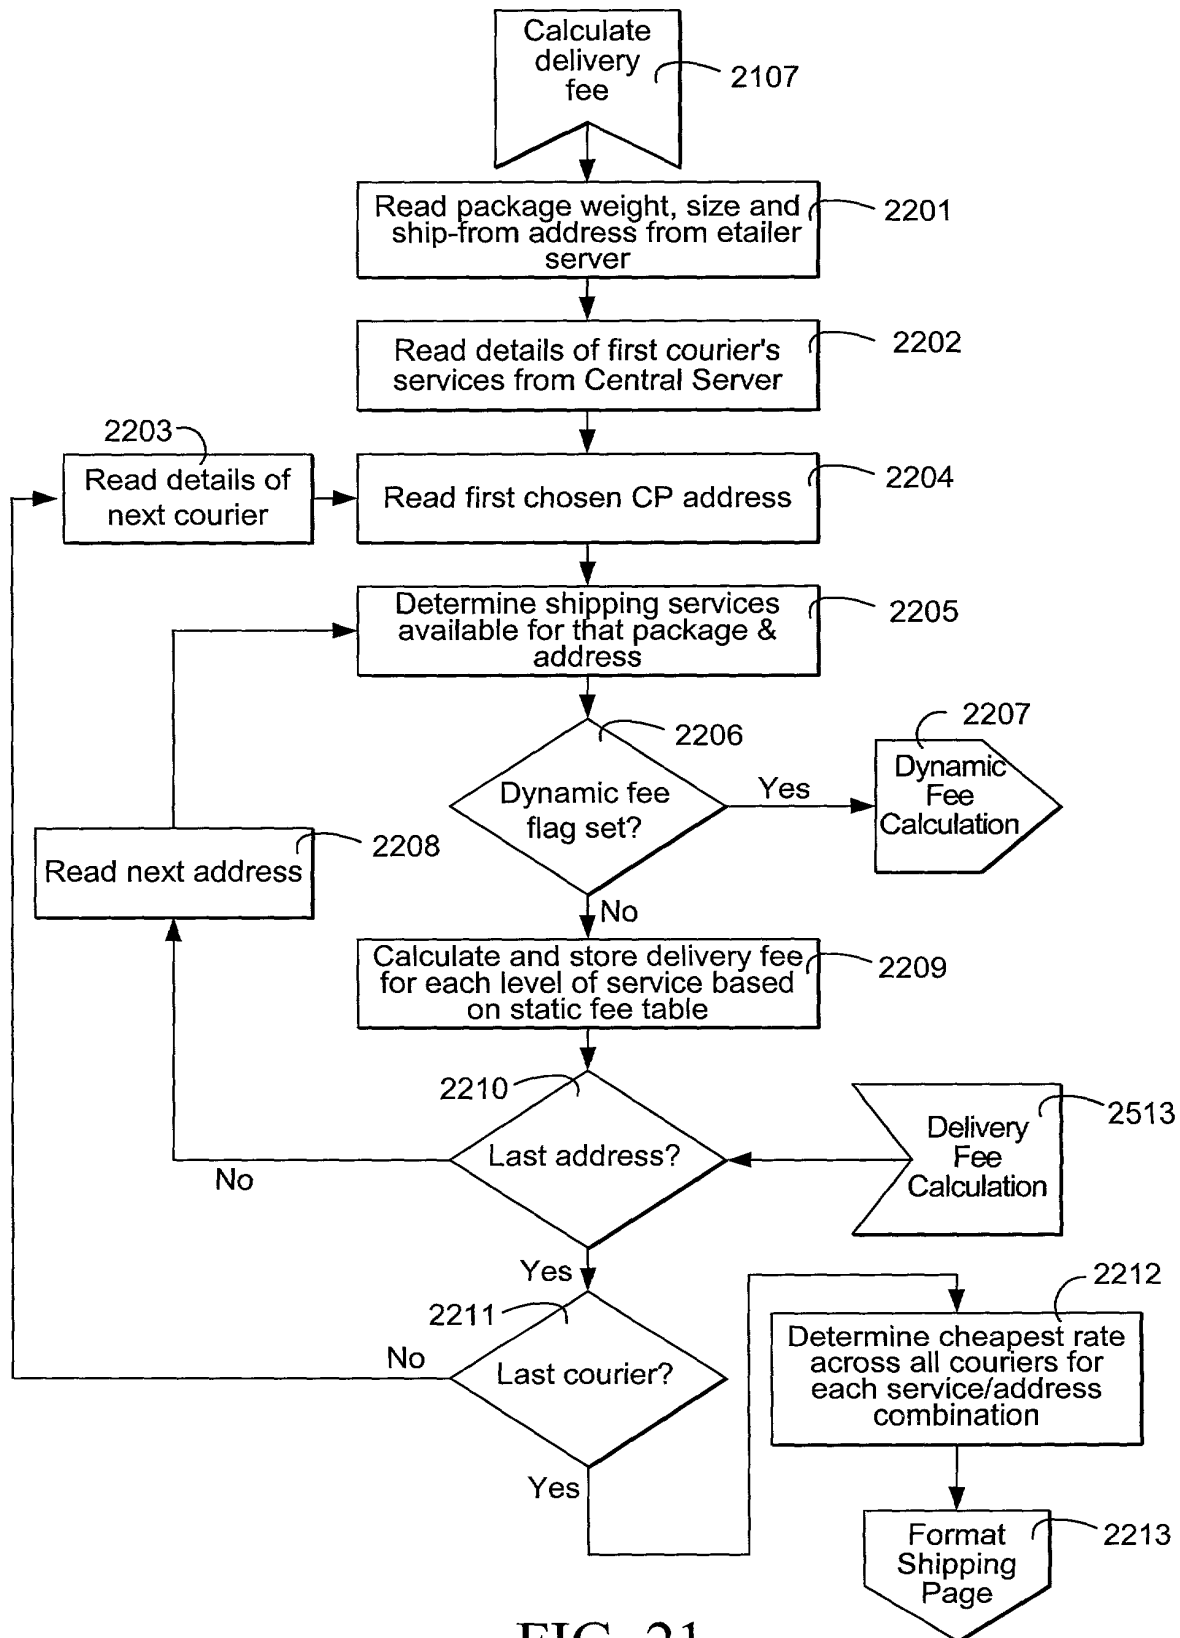 Calculate
delivery
fee
2107
Read package weight, size and
ship-from address from etailer
server
2201
Read details of first courier's
services from Central Server
2202
2203
Read details of
next courier
Read first chosen CP address
2204
Determine shipping services
available for that package &
address
2205
2206
Dynamic fee
flag set?
Yes
2207
Dynamic
Fee
Calculation
Read next address
2208
No
Calculate and store delivery fee
for each level of service based
on static fee table
2209
2210
Last address?
No
2513
Delivery
Fee
Calculation
Yes
2211
Last courier?
No
Yes
2212
Determine cheapest rate
across all couriers for
each service/address
combination
Format
Shipping
Page
2213
FIG. 21